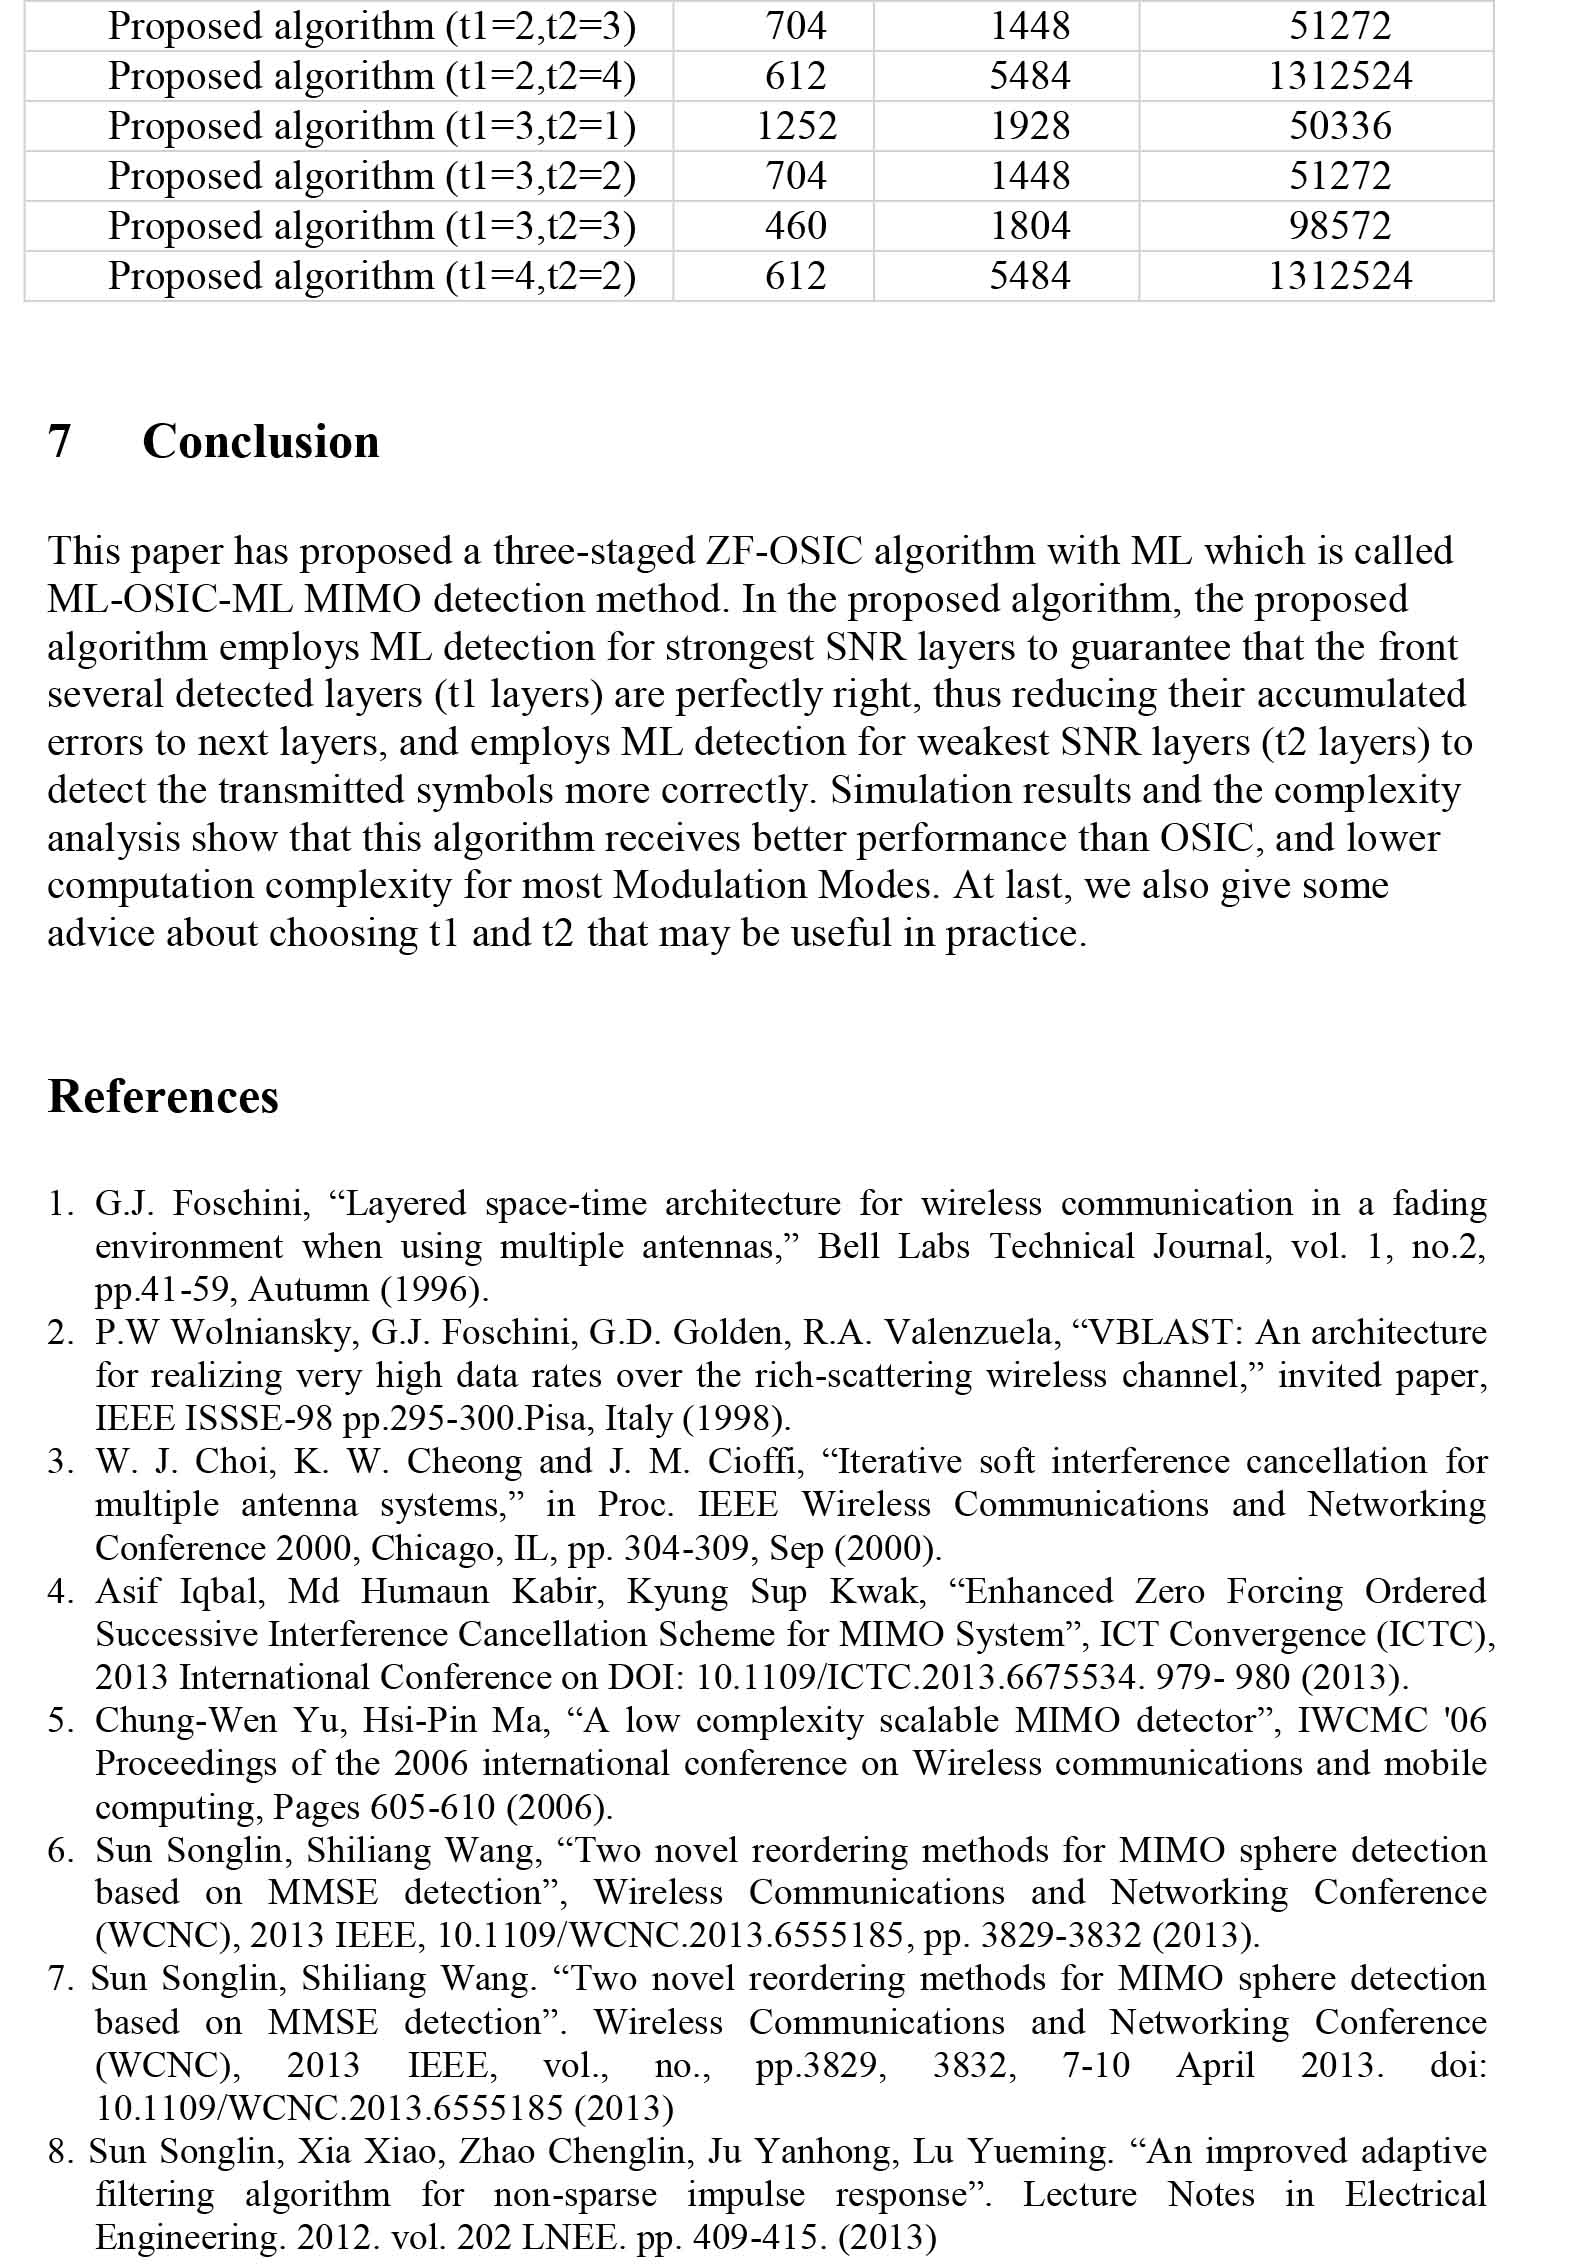 Proposed algorithm (t1=2,t2=3) 704 1448 51272
Proposed algorithm (t1=2,t2=4) 612 5484 1312524
Proposed algorithm (t1=3,t2=1) 1252 1928 50336
Proposed algorithm (t1=3,t2=2) 704 1448 51272
Proposed algorithm (t1=3,t2=3) 460 1804 98572
Proposed algorithm (t1=4,t2=2) 612 5484 1312524
7 Conclusion
This paper has proposed a three-staged ZF-OSIC algorithm with ML which is called
ML-OSIC-ML MIMO detection method. In the proposed algorithm, the proposed
algorithm employs ML detection for strongest SNR layers to guarantee that the front
several detected layers (t1 layers) are perfectly right, thus reducing their accumulated
errors to next layers, and employs ML detection for weakest SNR layers (t2 layers) to
detect the transmitted symbols more correctly. Simulation results and the complexity
analysis show that this algorithm receives better performance than OSIC, and lower
computation complexity for most Modulation Modes. At last, we also give some
advice about choosing t1 and t2 that may be useful in practice.
References
1. G.J. Foschini, “Layered space-time architecture for wireless communication in a fading
environment when using multiple antennas,” Bell Labs Technical Journal, vol. 1, no.2,
pp.41-59, Autumn (1996).
2. P.W Wolniansky, G.J. Foschini, G.D. Golden, R.A. Valenzuela, “VBLAST: An architecture
for realizing very high data rates over the rich-scattering wireless channel,” invited paper,
IEEE ISSSE-98 pp.295-300.Pisa, Italy (1998).
3. W. J. Choi, K. W. Cheong and J. M. Cioffi, “Iterative soft interference cancellation for
multiple antenna systems,” in Proc. IEEE Wireless Communications and Networking
Conference 2000, Chicago, IL, pp. 304-309, Sep (2000).
4. Asif Iqbal, Md Humaun Kabir, Kyung Sup Kwak, “Enhanced Zero Forcing Ordered
Successive Interference Cancellation Scheme for MIMO System”, ICT Convergence (ICTC),
2013 International Conference on DOI: 10.1109/ICTC.2013.6675534. 979- 980 (2013).
5. Chung-Wen Yu, Hsi-Pin Ma, “A low complexity scalable MIMO detector”, IWCMC '06
Proceedings of the 2006 international conference on Wireless communications and mobile
computing, Pages 605-610 (2006).
6. Sun Songlin, Shiliang Wang, “Two novel reordering methods for MIMO sphere detection
based on MMSE detection”, Wireless Communications and Networking Conference
(WCNC), 2013 IEEE, 10.1109/WCNC.2013.6555185, pp. 3829-3832 (2013).
7. Sun Songlin, Shiliang Wang. “Two novel reordering methods for MIMO sphere detection
based on MMSE detection”. Wireless Communications and Networking Conference
(WCNC), 2013 IEEE, vol., no., pp.3829, 3832, 7-10 April 2013. doi:
10.1109/WCNC.2013.6555185 (2013)
8. Sun Songlin, Xia Xiao, Zhao Chenglin, Ju Yanhong, Lu Yueming. “An improved adaptive
filtering algorithm for non-sparse impulse response”. Lecture Notes in Electrical
Engineering. 2012. vol. 202 LNEE. pp. 409-415. (2013)